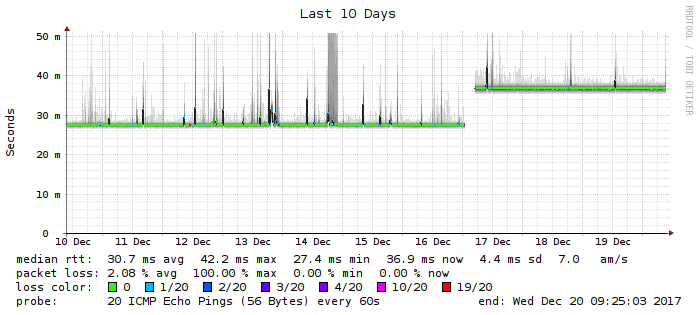 Last 10 Days
RRDTOOL / TOBI OETIKER
Seconds
50 m
40 m
30 m
20 m
10 m
0
10 Dec 11 Dec 12 Dec 13 Dec 14 Dec 15 Dec 16 Dec 17 Dec 18 Dec 19 Dec
median rtt: 30.7 ms avg 42.2 ms max 27.4 ms min 36.9 ms now 4.4 ms sd 7.0 am/s
packet loss: 2.08 % avg 100.00 % max 0.00 % min 0.00 % now
loss color: 0 1/20 2/20 3/20 4/20 10/20 19/20
probe: 20 ICMP Echo Pings (56 Bytes) every 60s end: Wed Dec 20 09:25:03 2017